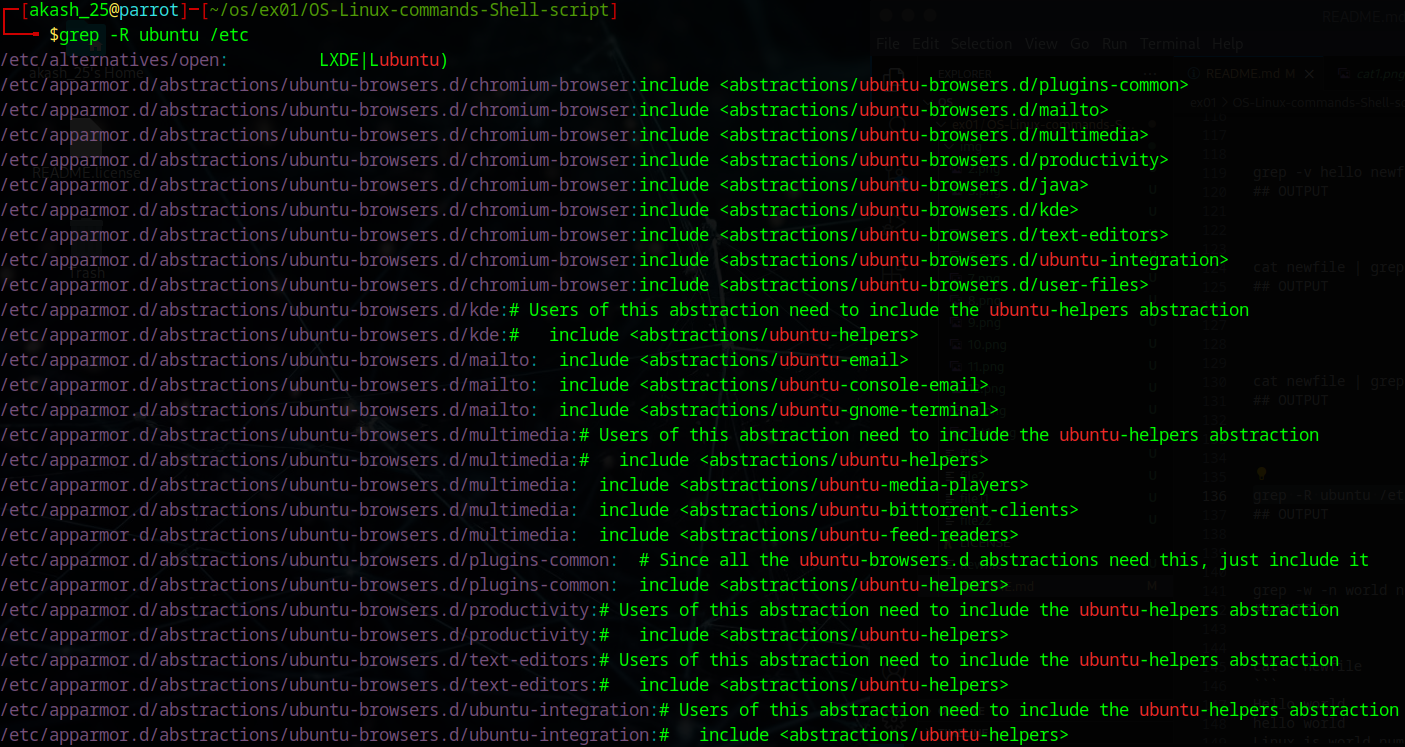 [akash_25@parrot]─[~/os/ex01/OS-Linux-commands-Shell-script]
$grep -R ubuntu /etc
/etc/alternatives/open:         LXDE|Lubuntu)
/etc/apparmor.d/abstractions/ubuntu-browsers.d/chromium-browser:include <abstractions/ubuntu-browsers.d/plugins-common>
/etc/apparmor.d/abstractions/ubuntu-browsers.d/chromium-browser:include <abstractions/ubuntu-browsers.d/mailto>
/etc/apparmor.d/abstractions/ubuntu-browsers.d/chromium-browser:include <abstractions/ubuntu-browsers.d/multimedia>
/etc/apparmor.d/abstractions/ubuntu-browsers.d/chromium-browser:include <abstractions/ubuntu-browsers.d/productivity>
/etc/apparmor.d/abstractions/ubuntu-browsers.d/chromium-browser:include <abstractions/ubuntu-browsers.d/java>
/etc/apparmor.d/abstractions/ubuntu-browsers.d/chromium-browser:include <abstractions/ubuntu-browsers.d/kde>
/etc/apparmor.d/abstractions/ubuntu-browsers.d/chromium-browser:include <abstractions/ubuntu-browsers.d/text-editors>
/etc/apparmor.d/abstractions/ubuntu-browsers.d/chromium-browser:include <abstractions/ubuntu-browsers.d/ubuntu-integration>
/etc/apparmor.d/abstractions/ubuntu-browsers.d/chromium-browser:include <abstractions/ubuntu-browsers.d/user-files>
/etc/apparmor.d/abstractions/ubuntu-browsers.d/kde:# Users of this abstraction need to include the ubuntu-helpers abstraction
/etc/apparmor.d/abstractions/ubuntu-browsers.d/kde:#   include <abstractions/ubuntu-helpers>
/etc/apparmor.d/abstractions/ubuntu-browsers.d/mailto:  include <abstractions/ubuntu-email>
/etc/apparmor.d/abstractions/ubuntu-browsers.d/mailto:  include <abstractions/ubuntu-console-email>
/etc/apparmor.d/abstractions/ubuntu-browsers.d/mailto:  include <abstractions/ubuntu-gnome-terminal>
/etc/apparmor.d/abstractions/ubuntu-browsers.d/multimedia:# Users of this abstraction need to include the ubuntu-helpers abstraction
/etc/apparmor.d/abstractions/ubuntu-browsers.d/multimedia:#   include <abstractions/ubuntu-helpers>
/etc/apparmor.d/abstractions/ubuntu-browsers.d/multimedia:  include <abstractions/ubuntu-media-players>
/etc/apparmor.d/abstractions/ubuntu-browsers.d/multimedia:  include <abstractions/ubuntu-bittorrent-clients>
/etc/apparmor.d/abstractions/ubuntu-browsers.d/multimedia:  include <abstractions/ubuntu-feed-readers>
/etc/apparmor.d/abstractions/ubuntu-browsers.d/plugins-common:  # Since all the ubuntu-browsers.d abstractions need this, just include it
/etc/apparmor.d/abstractions/ubuntu-browsers.d/plugins-common:  include <abstractions/ubuntu-helpers>
/etc/apparmor.d/abstractions/ubuntu-browsers.d/productivity:# Users of this abstraction need to include the ubuntu-helpers abstraction
/etc/apparmor.d/abstractions/ubuntu-browsers.d/productivity:#   include <abstractions/ubuntu-helpers>
/etc/apparmor.d/abstractions/ubuntu-browsers.d/text-editors:# Users of this abstraction need to include the ubuntu-helpers abstraction
/etc/apparmor.d/abstractions/ubuntu-browsers.d/text-editors:#   include <abstractions/ubuntu-helpers>
/etc/apparmor.d/abstractions/ubuntu-browsers.d/ubuntu-integration:# Users of this abstraction need to include the ubuntu-helpers abstraction
/etc/apparmor.d/abstractions/ubuntu-browsers.d/ubuntu-integration:#   include <abstractions/ubuntu-helpers>